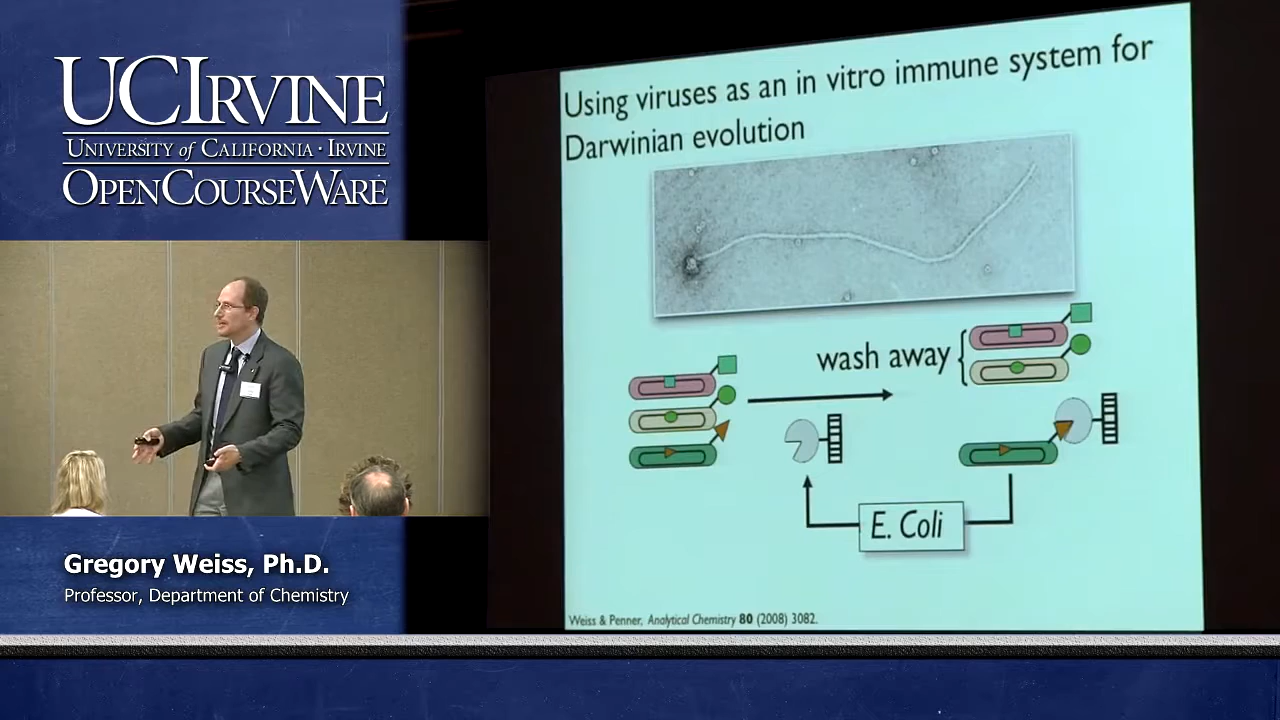 UCIRVINE
UNIVERSITY of CALIFORNIA · IRVINE
OPENCOURSEWARE
Using viruses as an in vitro immune system for
Darwinian evolution
wash away
E. Coli
Weiss & Penner, Analytical Chemistry 80 (2008) 3082.
Gregory Weiss, Ph.D.
Professor, Department of Chemistry